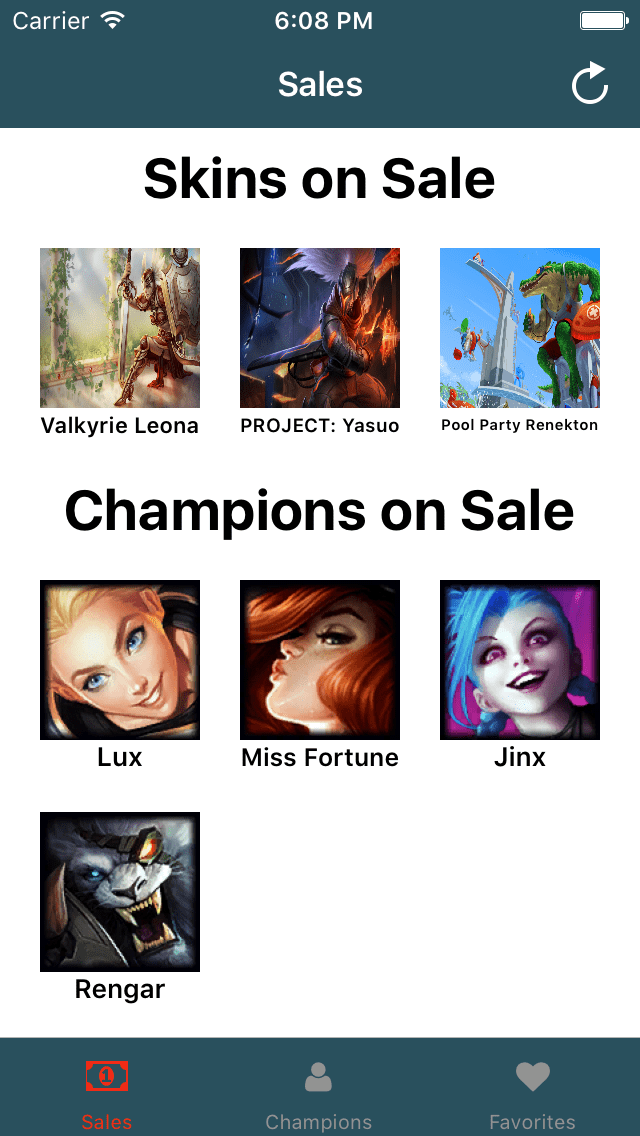 Carrier 6:08 PM
Sales
Skins on Sale
Valkyrie Leona PROJECT: Yasuo Pool Party Renekton
Champions on Sale
Lux Miss Fortune Jinx
Rengar
1
Sales Champions Favorites